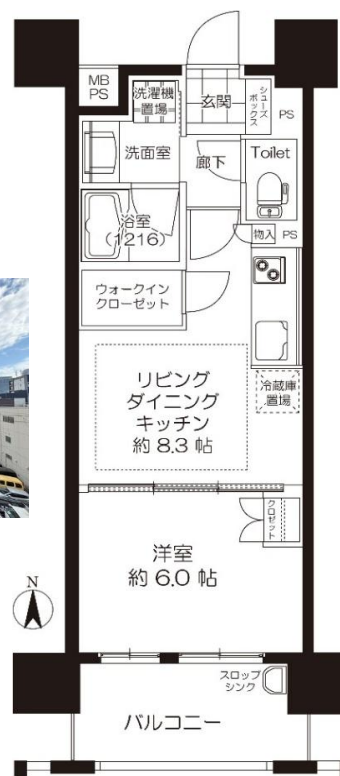 MB
PS
洗濯機
置場
玄関
シューズ
ボックス
PS
洗面室
廊下
Toilet
浴室
(1216)
物入
PS
ウォークイン
クローゼット
リビング
ダイニング
キッチン
約 8.3 帖
冷蔵庫
置場
クロゼット
洋室
約 6.0 帖
N
スロップ
シンク
バルコニー